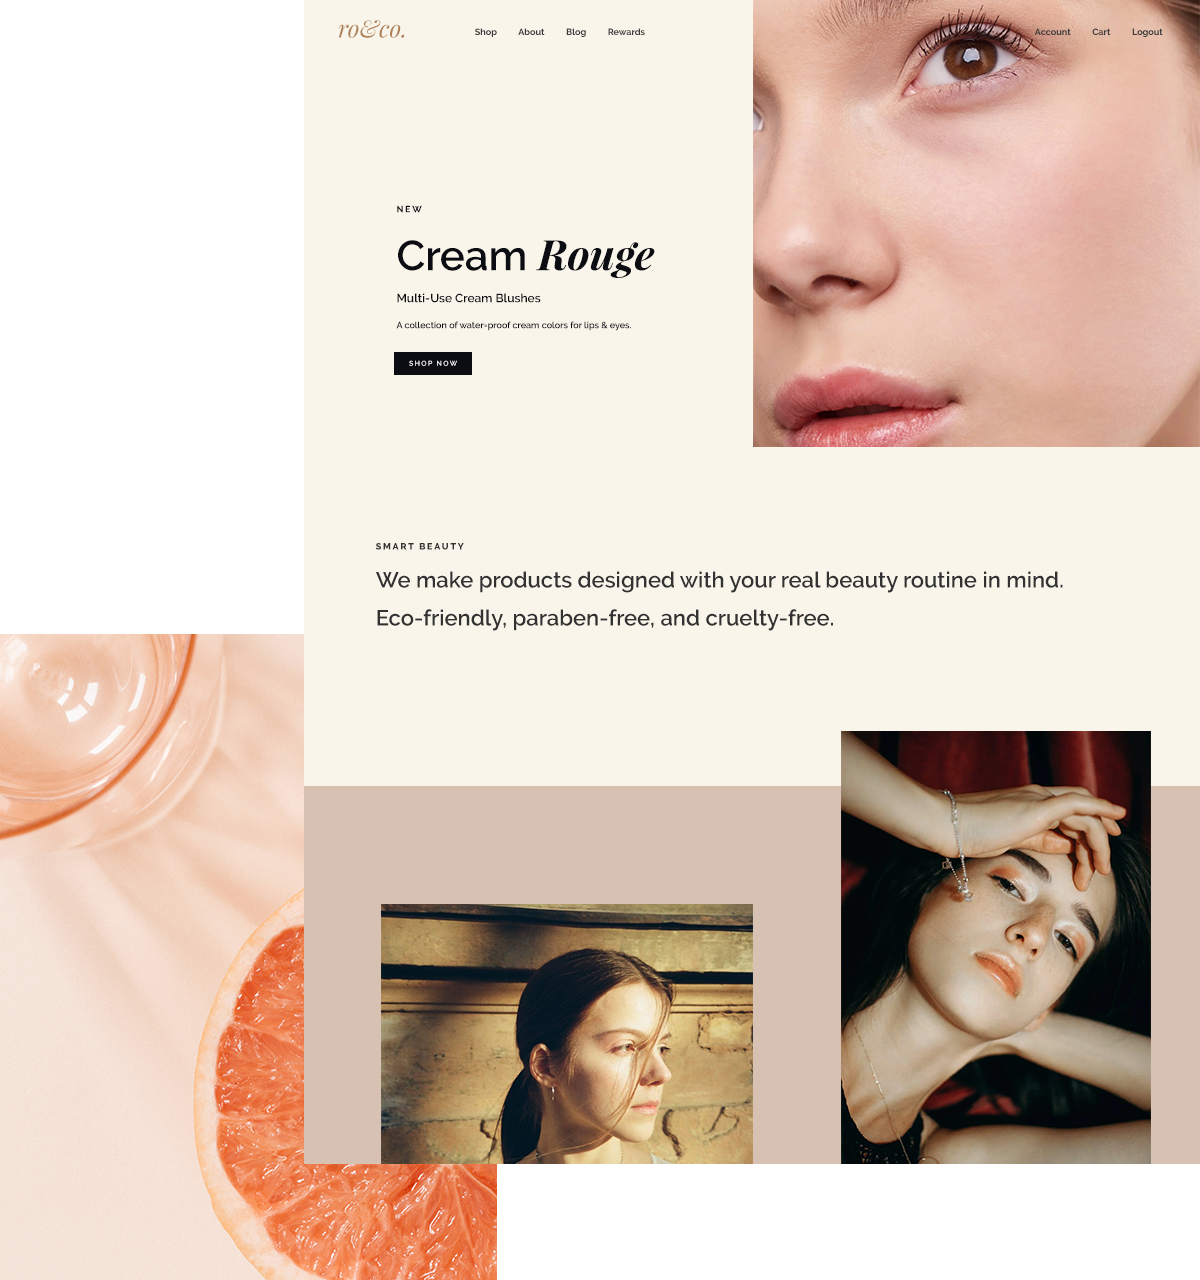 ro&co.
Shop About Blog Rewards
Account Cart Logout
NEW
Cream Rouge
Multi-Use Cream Blushes
A collection of water-proof cream colors for lips & eyes.
SHOP NOW
SMART BEAUTY
We make products designed with your real beauty routine in mind.
Eco-friendly, paraben-free, and cruelty-free.